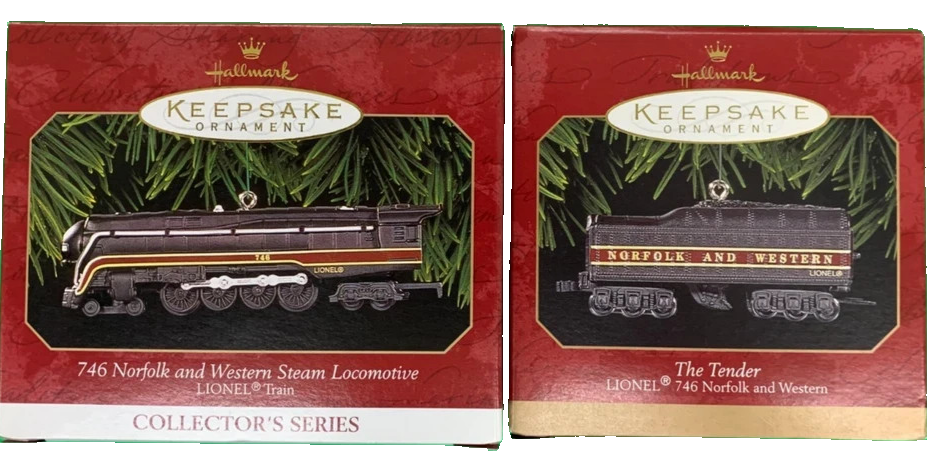 Hallmark
KEEPSAKE
ORNAMENT
746
LIONEL®
746 Norfolk and Western Steam Locomotive
LIONEL® Train
COLLECTOR'S SERIES
Hallmark
KEEPSAKE
ORNAMENT
NORFOLK AND WESTERN
LIONEL®
The Tender
LIONEL® 746 Norfolk and Western